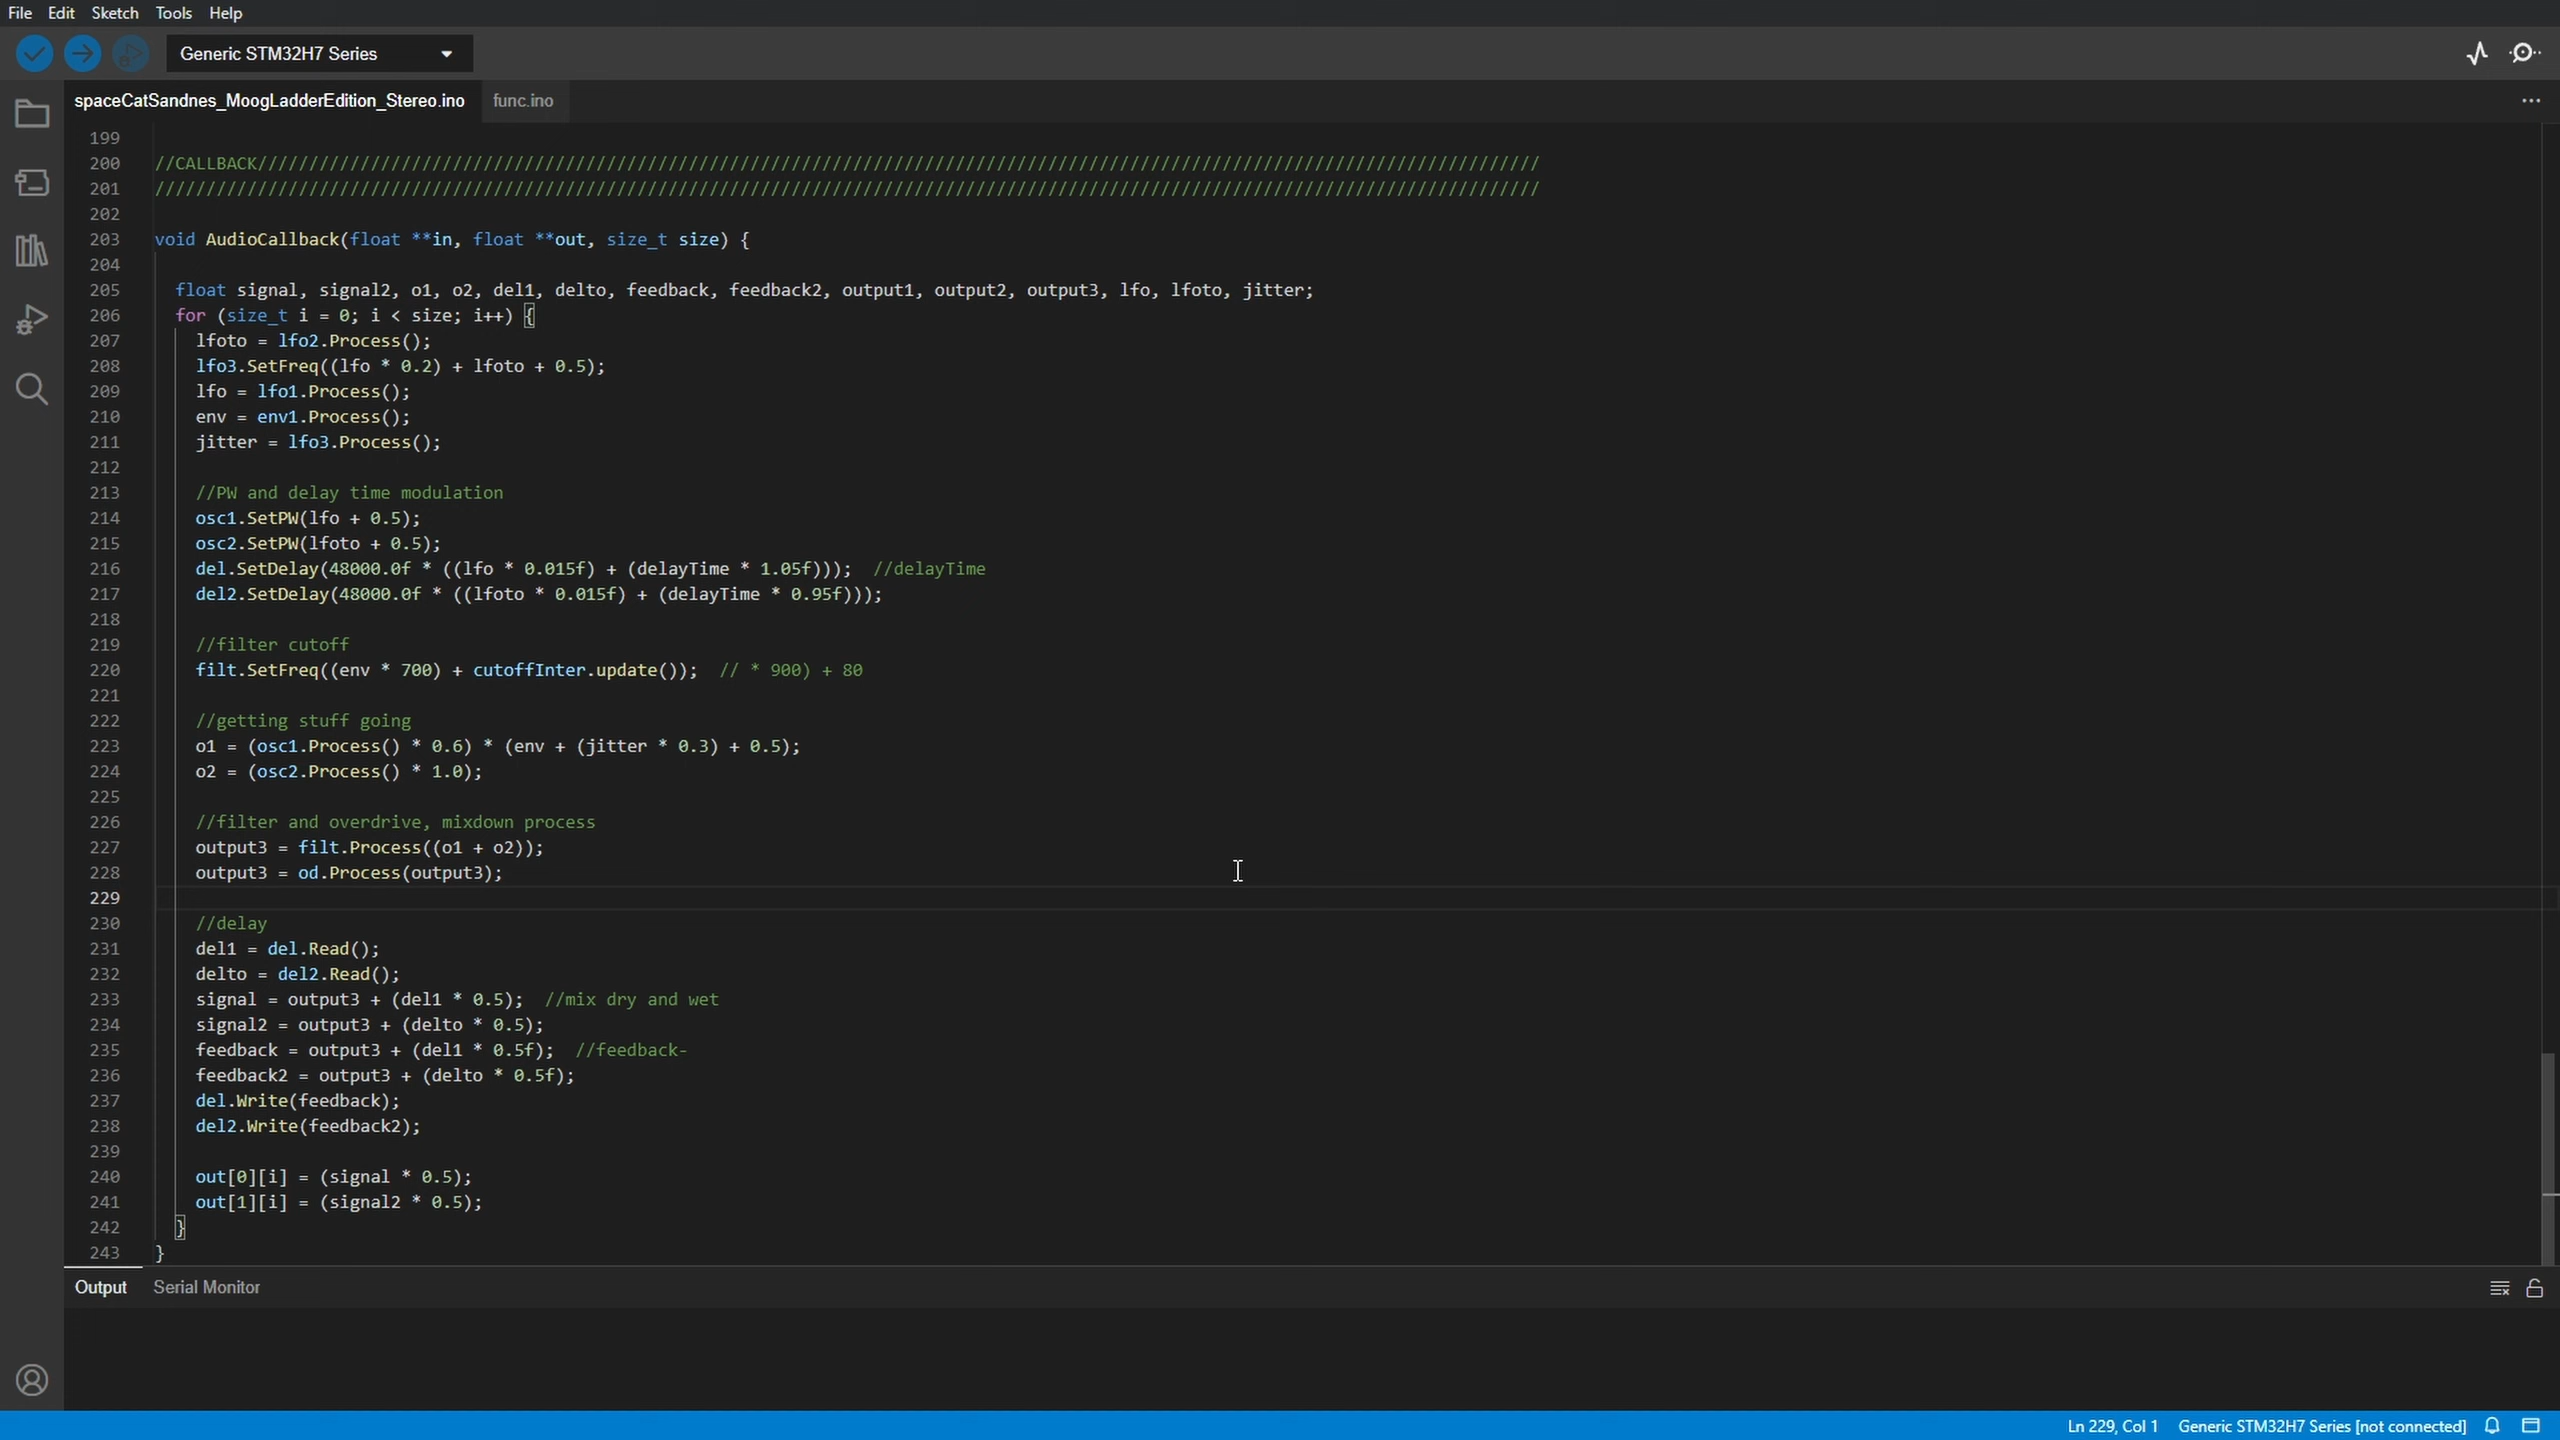 File Edit Sketch Tools Help
Generic STM32H7 Series
spaceCatSandnes_MoogLadderEdition_Stereo.ino func.ino
199
200 //CALLBACK/////////////////////////////////////////////////////////////////////////////////////////////////////////////////////////////
201 ///////////////////////////////////////////////////////////////////////////////////////////////////////////////////////////////////////
202
203 void AudioCallback(float **in, float **out, size_t size) {
204
205 float signal, signal2, o1, o2, del1, delto, feedback, feedback2, output1, output2, output3, lfo, lfoto, jitter;
206 for (size_t i = 0; i < size; i++) {
207 lfoto = lfo2.Process();
208 lfo3.SetFreq((lfo * 0.2) + lfoto + 0.5);
209 lfo = lfo1.Process();
210 env = env1.Process();
211 jitter = lfo3.Process();
212
213 //PW and delay time modulation
214 osc1.SetPW(lfo + 0.5);
215 osc2.SetPW(lfoto + 0.5);
216 del.SetDelay(48000.0f * ((lfo * 0.015f) + (delayTime * 1.05f))); //delayTime
217 del2.SetDelay(48000.0f * ((lfoto * 0.015f) + (delayTime * 0.95f)));
218
219 //filter cutoff
220 filt.SetFreq((env * 700) + cutoffInter.update()); // * 900) + 80
221
222 //getting stuff going
223 o1 = (osc1.Process() * 0.6) * (env + (jitter * 0.3) + 0.5);
224 o2 = (osc2.Process() * 1.0);
225
226 //filter and overdrive, mixdown process
227 output3 = filt.Process((o1 + o2));
228 output3 = od.Process(output3);
229
230 //delay
231 del1 = del.Read();
232 delto = del2.Read();
233 signal = output3 + (del1 * 0.5); //mix dry and wet
234 signal2 = output3 + (delto * 0.5);
235 feedback = output3 + (del1 * 0.5f); //feedback-
236 feedback2 = output3 + (delto * 0.5f);
237 del.Write(feedback);
238 del2.Write(feedback2);
239
240 out[0][i] = (signal * 0.5);
241 out[1][i] = (signal2 * 0.5);
242 }
243 }
Output Serial Monitor
Ln 229, Col 1 Generic STM32H7 Series [not connected]